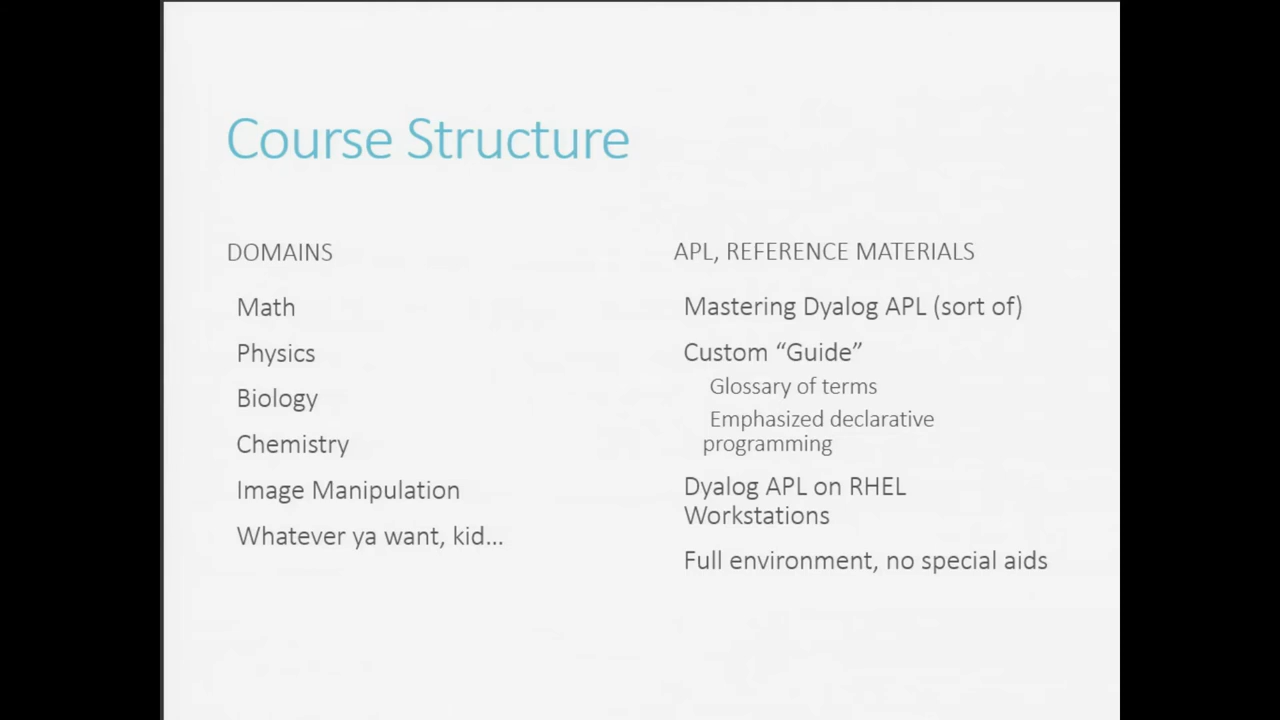 Course Structure
DOMAINS
Math
Physics
Biology
Chemistry
Image Manipulation
Whatever ya want, kid…
APL, REFERENCE MATERIALS
Mastering Dyalog APL (sort of)
Custom “Guide”
Glossary of terms
Emphasized declarative
programming
Dyalog APL on RHEL
Workstations
Full environment, no special aids